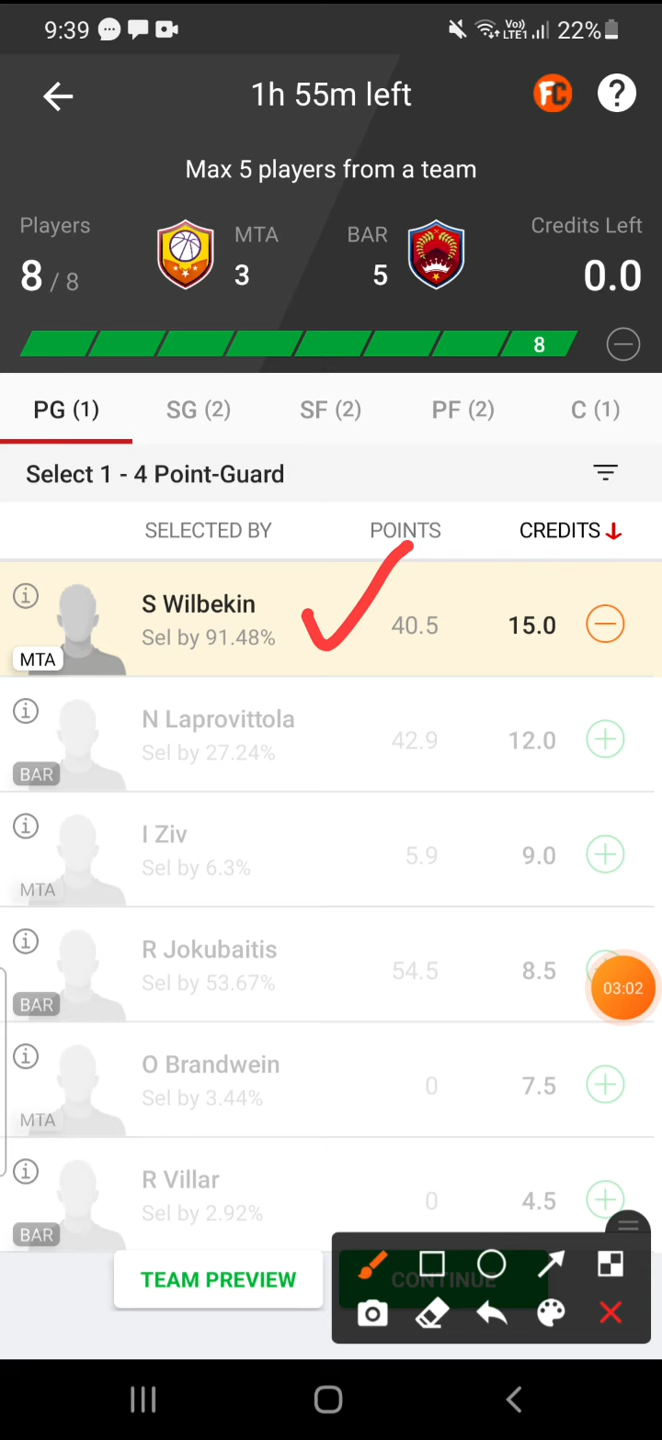 9:39 Vo)) LTE1 22%
1h 55m left FC ?
Max 5 players from a team
Players MTA BAR Credits Left
8 / 8 3 5 0.0
8
PG (1) SG (2) SF (2) PF (2) C (1)
Select 1 - 4 Point-Guard
SELECTED BY POINTS CREDITS
S Wilbekin
Sel by 91.48% 40.5 15.0
MTA
N Laprovittola
Sel by 27.24% 42.9 12.0
BAR
I Ziv
Sel by 6.3% 5.9 9.0
MTA
R Jokubaitis
Sel by 53.67% 54.5 8.5
03:02
BAR
O Brandwein
Sel by 3.44% 0 7.5
MTA
R Villar
Sel by 2.92% 0 4.5
BAR
TEAM PREVIEW CONTINUE